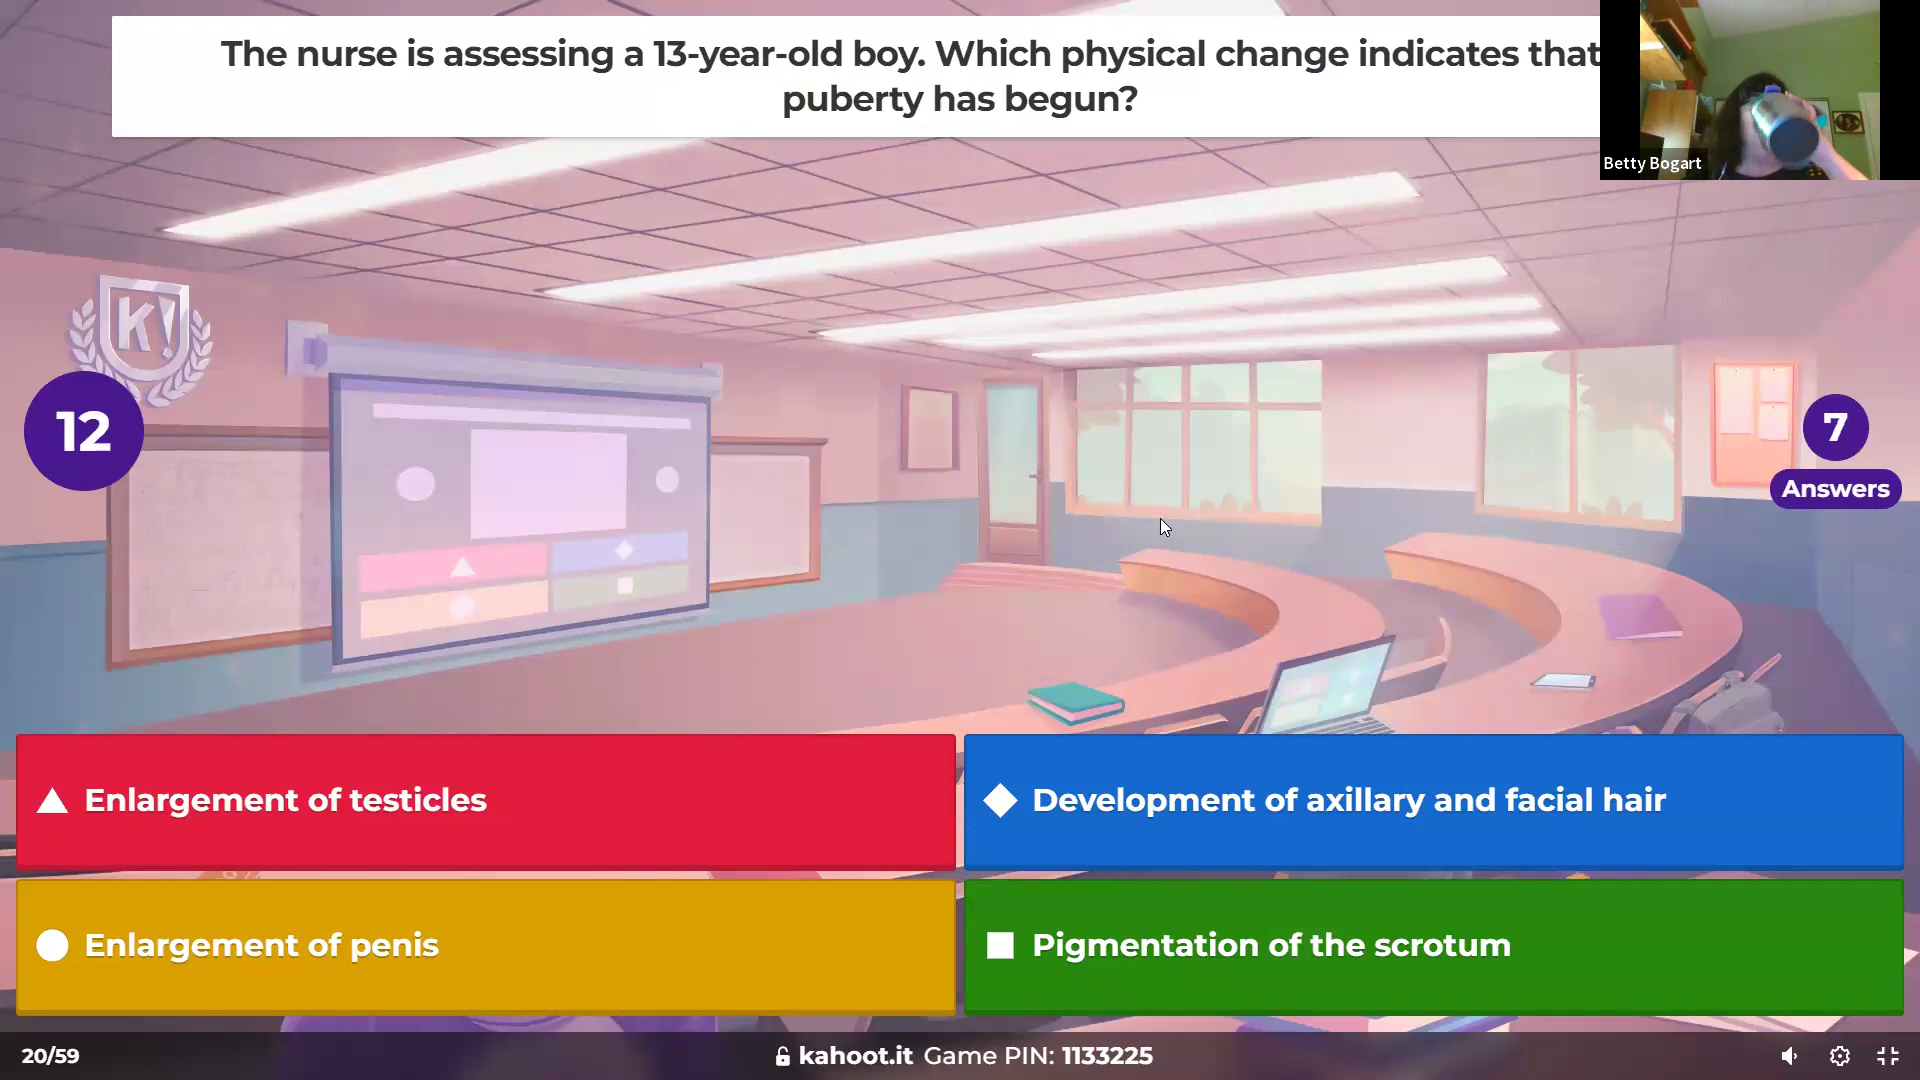 The nurse is assessing a 13-year-old boy. Which physical change indicates that
puberty has begun?
Betty Bogart
K!
12
7
Answers
Enlargement of testicles
Development of axillary and facial hair
Enlargement of penis
Pigmentation of the scrotum
20/59
kahoot.it Game PIN: 1133225